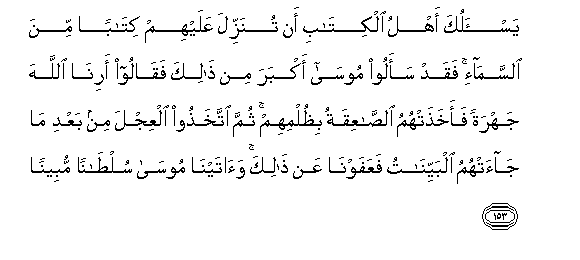 يَسْـَٔلُكَ أَهْلُ ٱلْكِتَـٰبِ أَن تُنَزِّلَ عَلَيْهِمْ كِتَـٰبًا مِّنَ
ٱلسَّمَآءِ ۚ فَقَدْ سَأَلُوا۟ مُوسَىٰٓ أَكْبَرَ مِن ذَٰلِكَ فَقَالُوٓا۟ أَرِنَا ٱللَّهَ
جَهْرَةً فَأَخَذَتْهُمُ ٱلصَّـٰعِقَةُ بِظُلْمِهِمْ ۚ ثُمَّ ٱتَّخَذُوا۟ ٱلْعِجْلَ مِنۢ بَعْدِ مَا
جَآءَتْهُمُ ٱلْبَيِّنَـٰتُ فَعَفَوْنَا عَن ذَٰلِكَ ۚ وَءَاتَيْنَا مُوسَىٰ سُلْطَـٰنًا مُّبِينًا
١٥٣